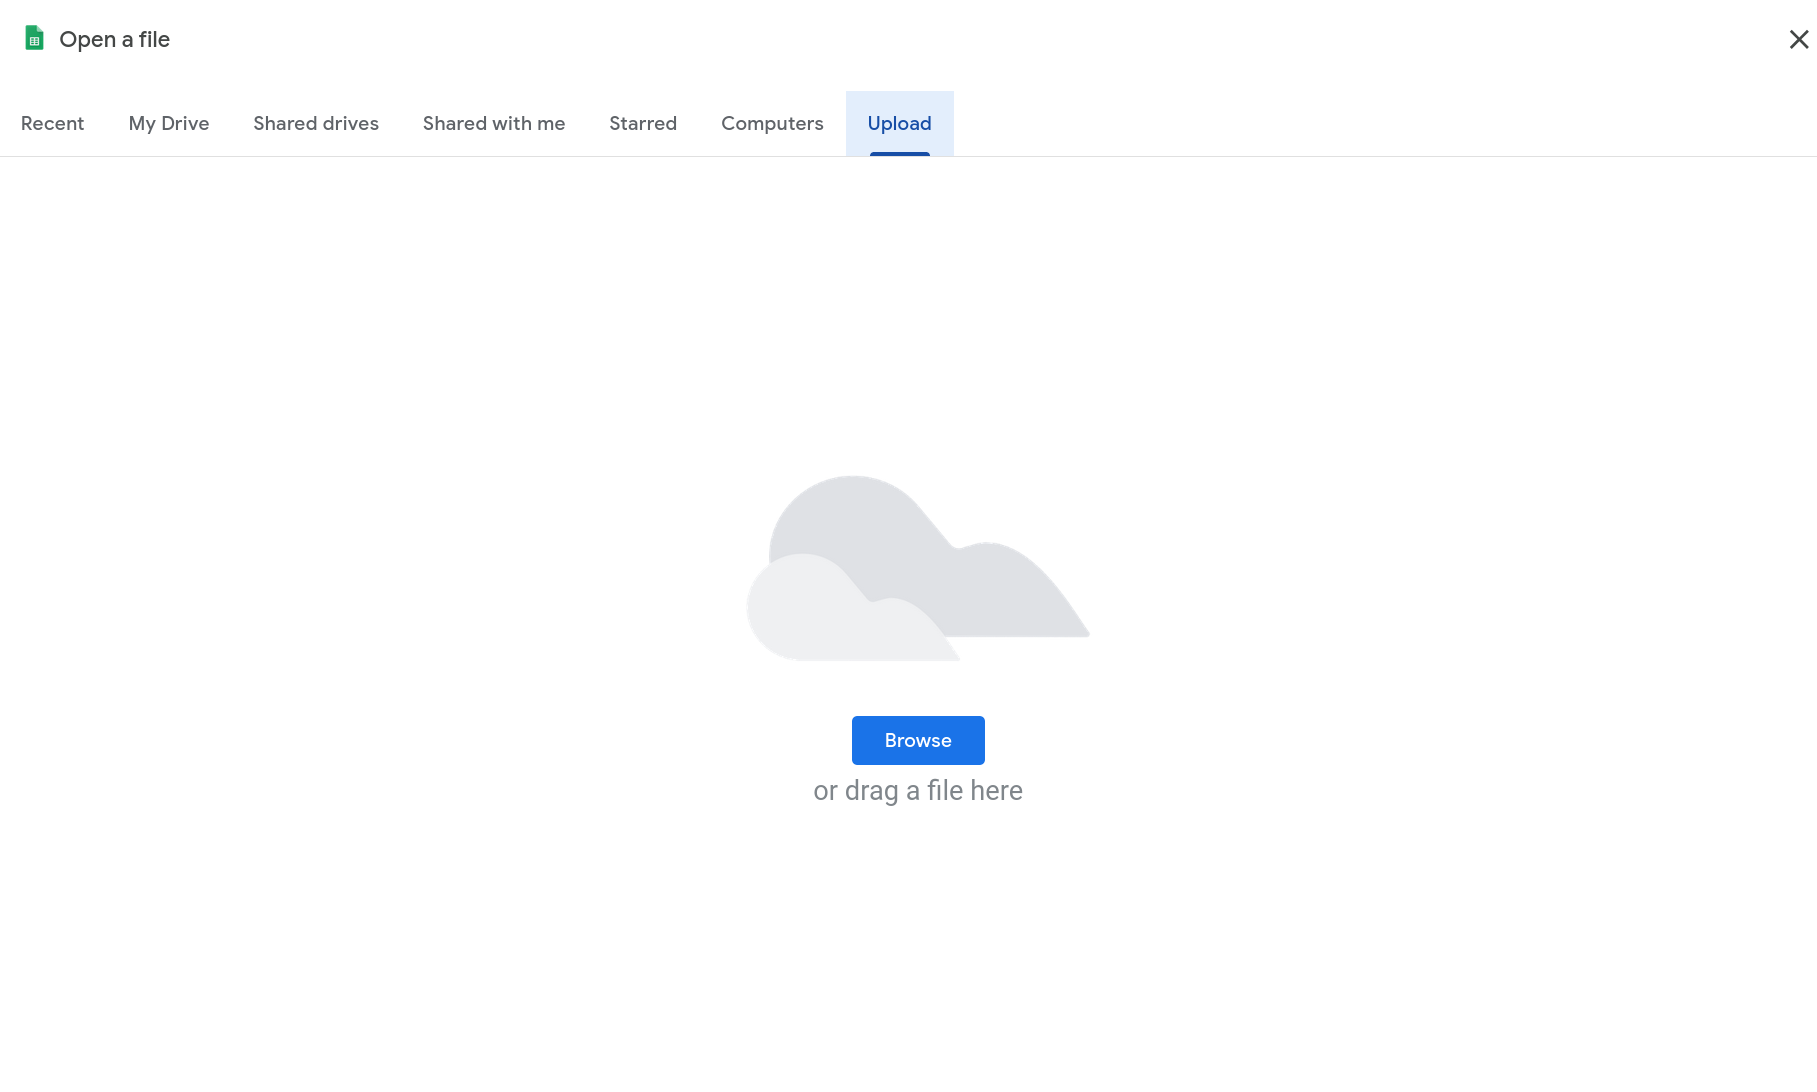 Open a file
Recent My Drive Shared drives Shared with me Starred Computers Upload
Browse
or drag a file here